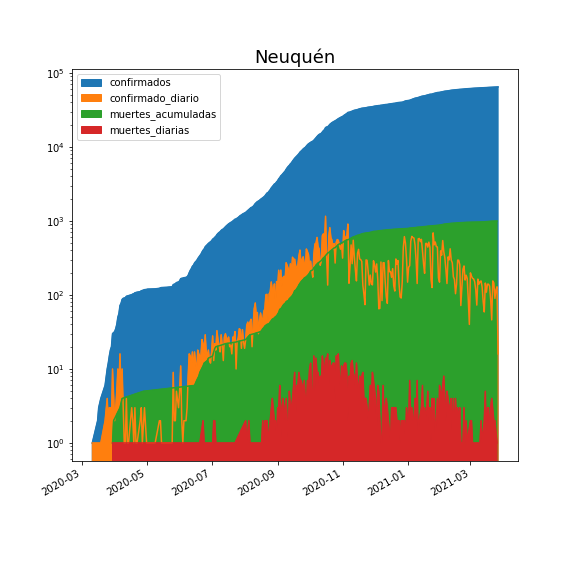 Neuquén
confirmados
confirmado_diario
muertes_acumuladas
muertes_diarias
10^5
10^4
10^3
10^2
10^1
10^0
2020-03
2020-05
2020-07
2020-09
2020-11
2021-01
2021-03